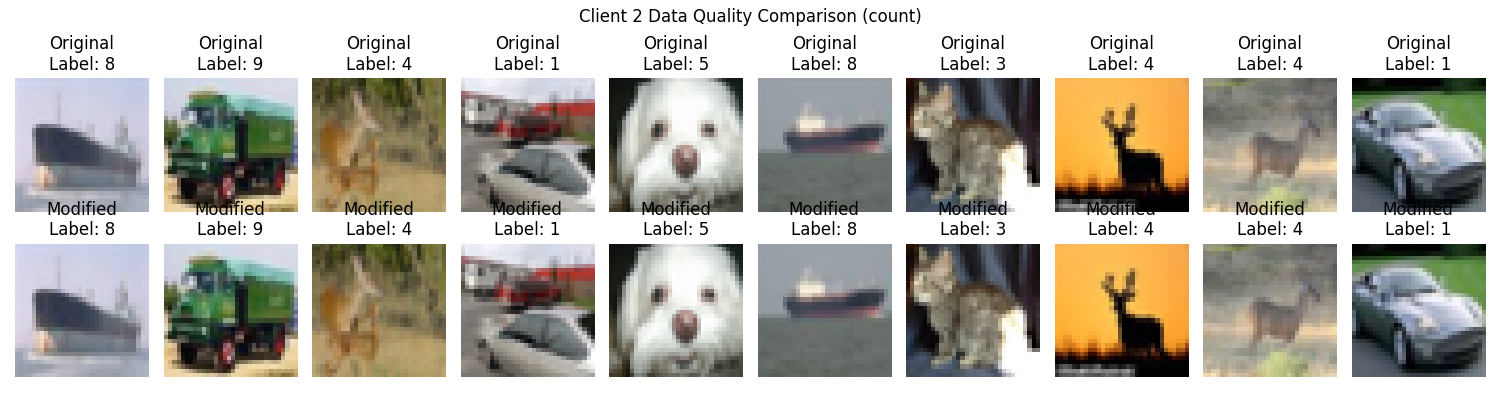 Client 2 Data Quality Comparison (count)
Original Original Original Original Original Original Original Original Original Original
Label: 8 Label: 9 Label: 4 Label: 1 Label: 5 Label: 8 Label: 3 Label: 4 Label: 4 Label: 1
Modified Modified Modified Modified Modified Modified Modified Modified Modified Modified
Label: 8 Label: 9 Label: 4 Label: 1 Label: 5 Label: 8 Label: 3 Label: 4 Label: 4 Label: 1